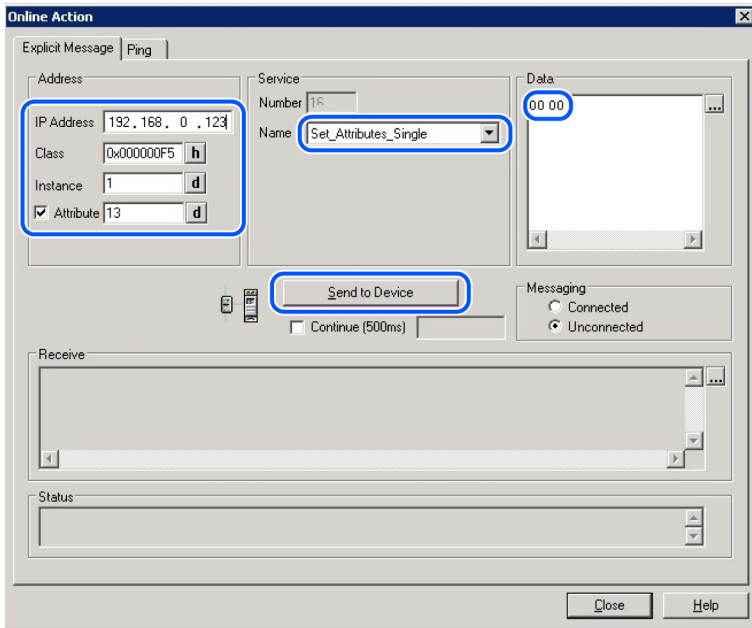 Online Action
Explicit Message Ping
Address
IP Address 192.168. 0 .123
Class 0x000000F5 h
Instance 1 d
Attribute 13 d
Service
Number 16
Name Set_Attributes_Single
Data
00 00
...
Send to Device
Continue (500ms)
Messaging
Connected
Unconnected
Receive
...
Status
Close Help